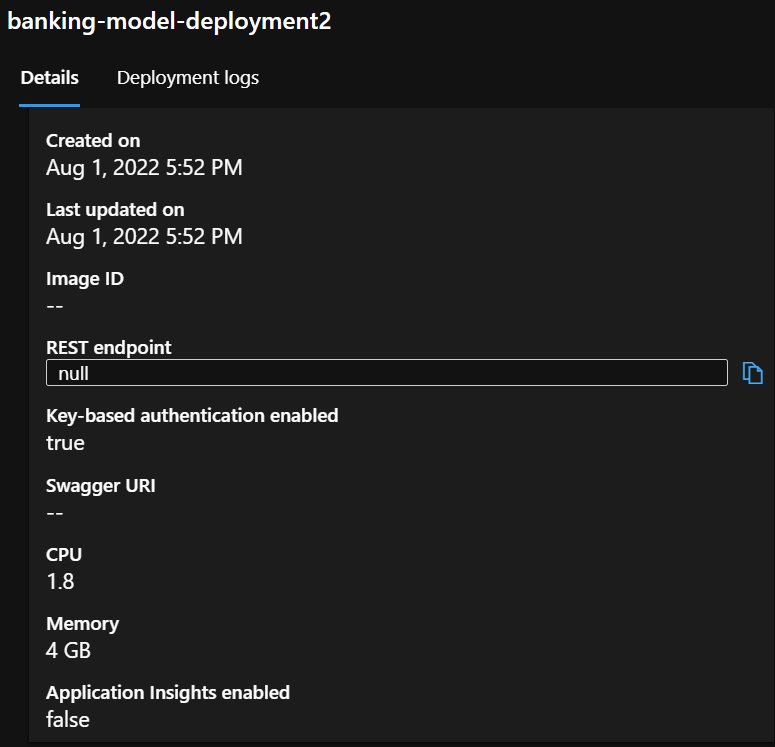 banking-model-deployment2
Details Deployment logs
Created on
Aug 1, 2022 5:52 PM
Last updated on
Aug 1, 2022 5:52 PM
Image ID
--
REST endpoint
null
Key-based authentication enabled
true
Swagger URI
--
CPU
1.8
Memory
4 GB
Application Insights enabled
false